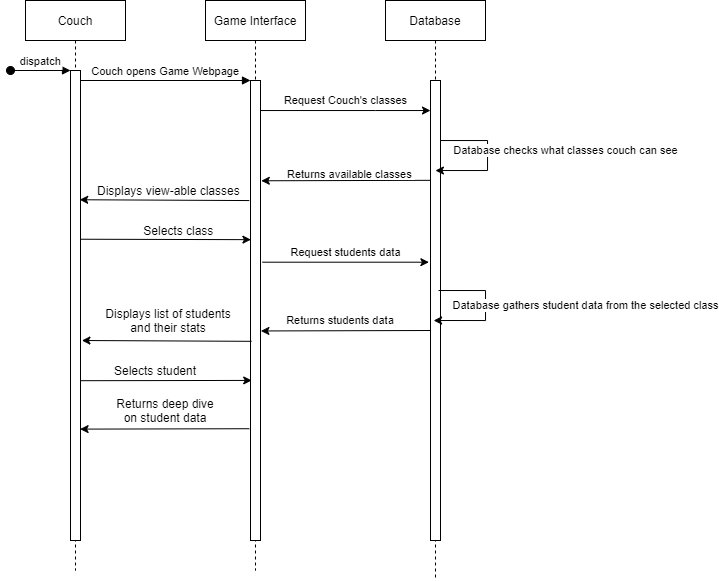 Couch
Game Interface
Database
dispatch
Couch opens Game Webpage
Request Couch's classes
Database checks what classes couch can see
Returns available classes
Displays view-able classes
Selects class
Request students data
Database gathers student data from the selected class
Displays list of students
and their stats
Returns students data
Selects student
Returns deep dive
on student data